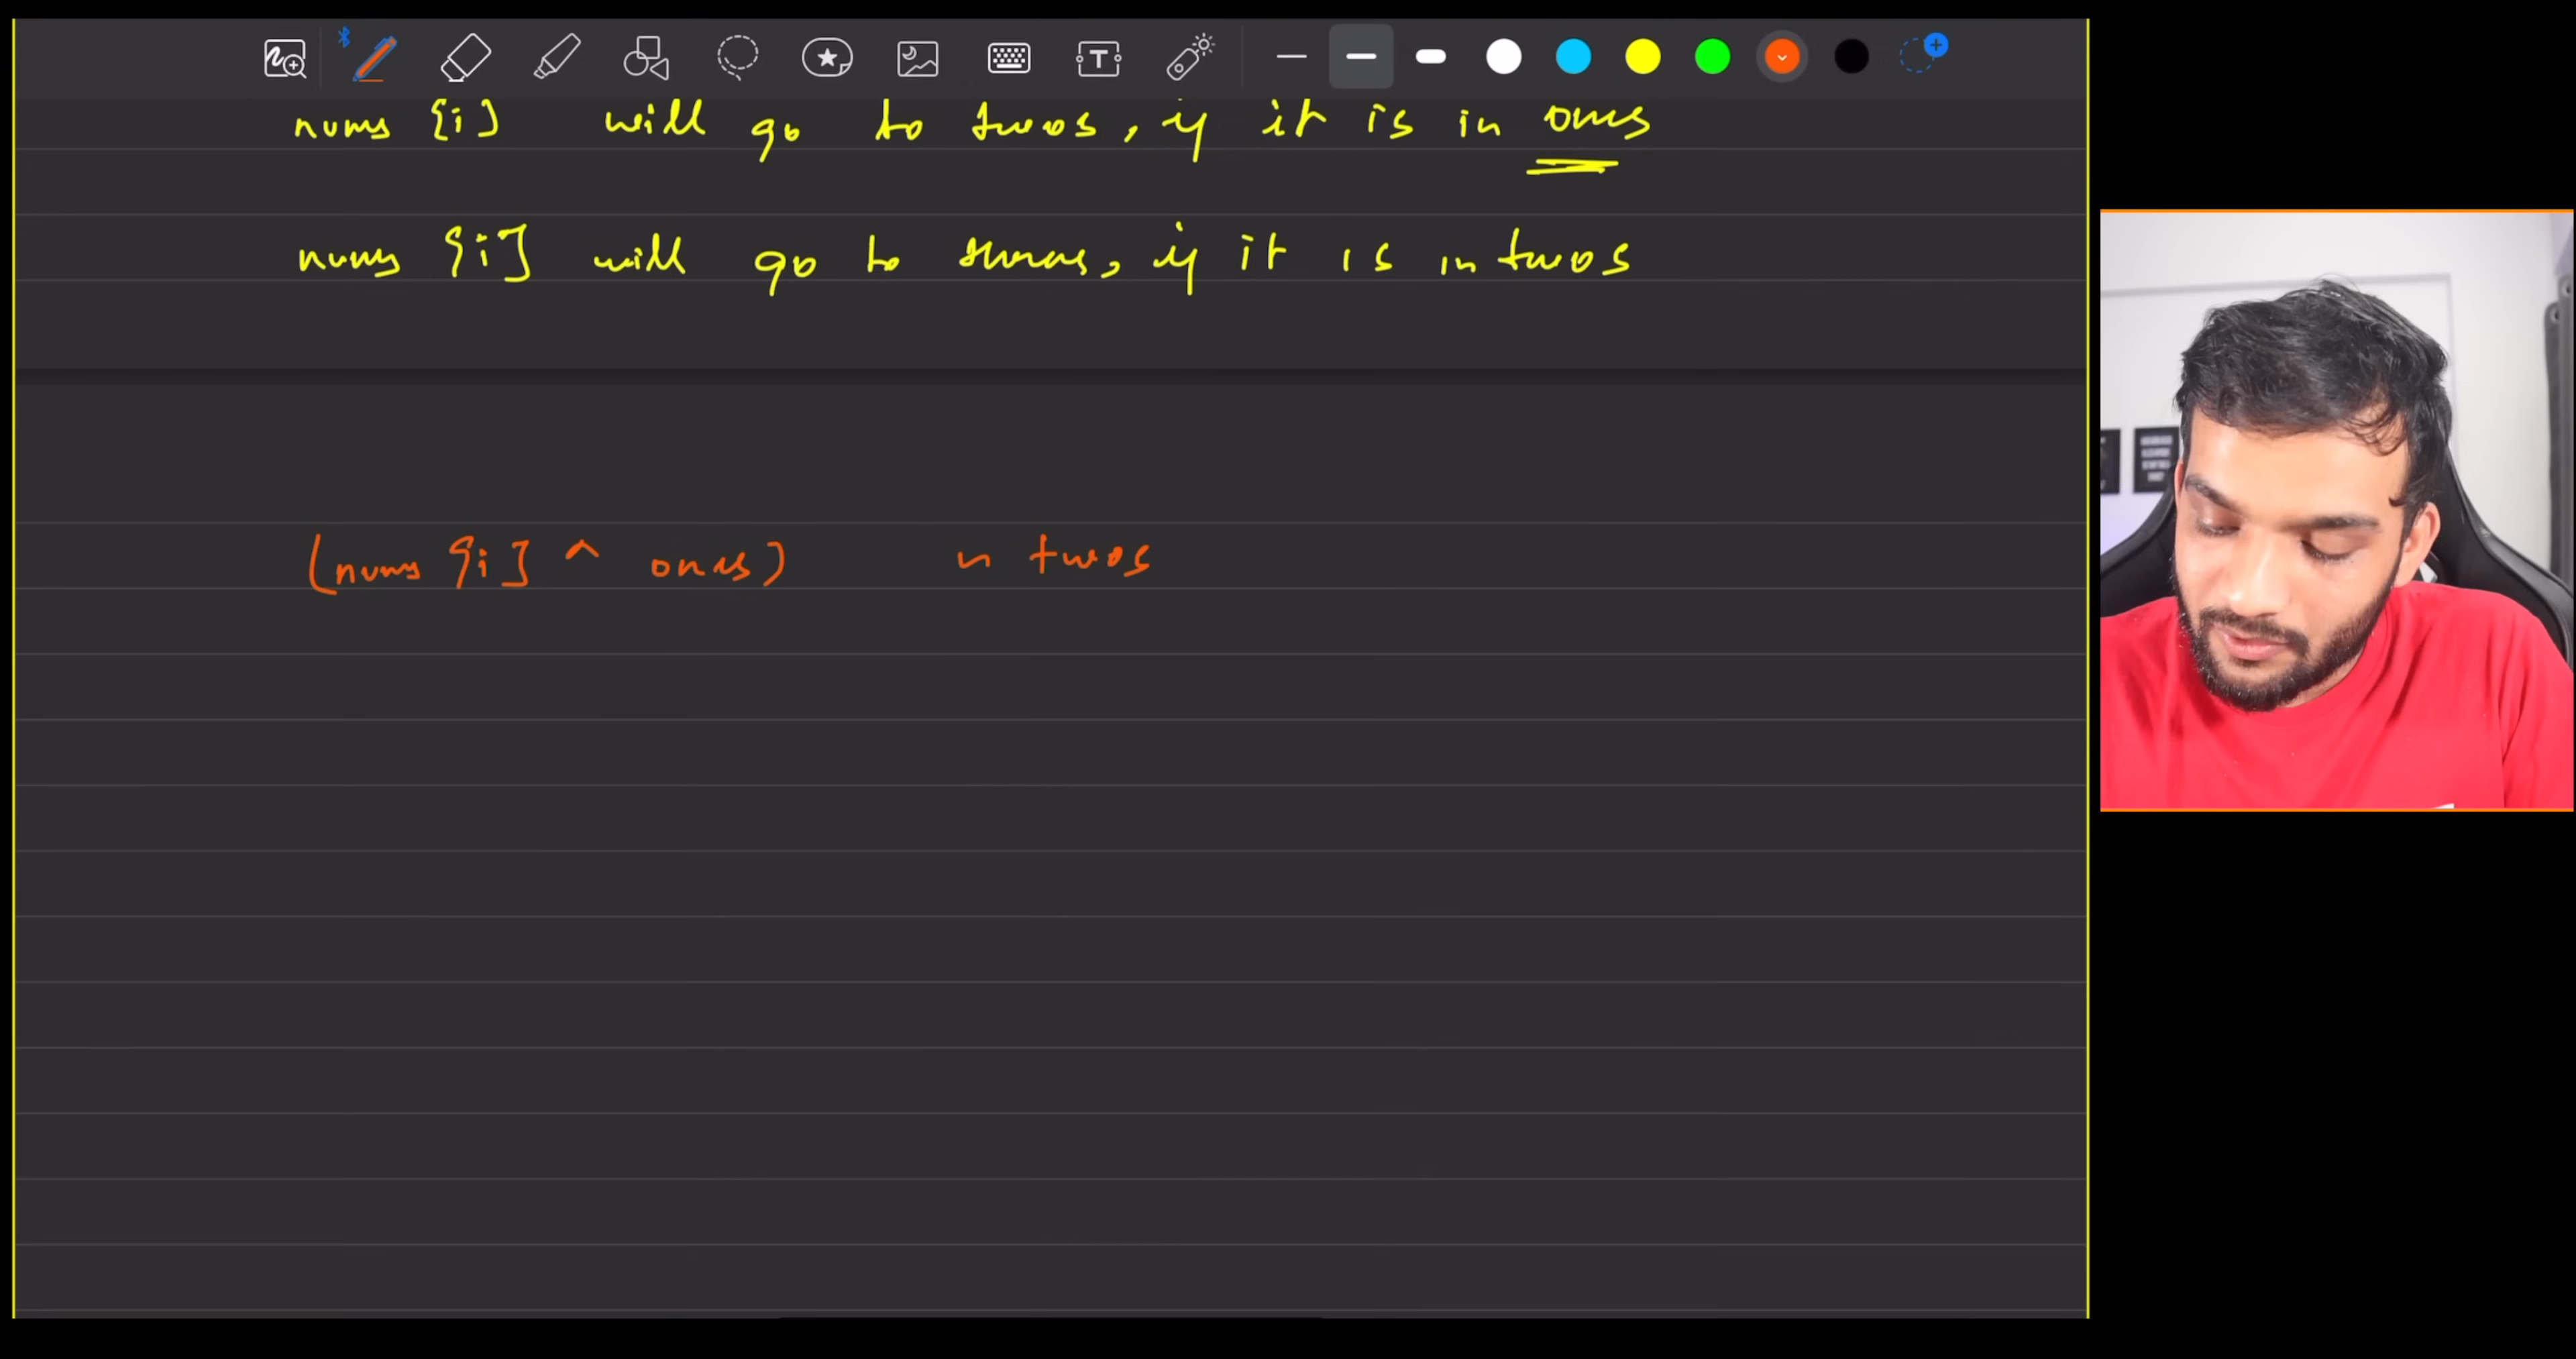 nums [i] will go to twos, if it is in ones
nums [i] will go to threes, if it is in twos
(nums [i] ^ ones) ~ twos